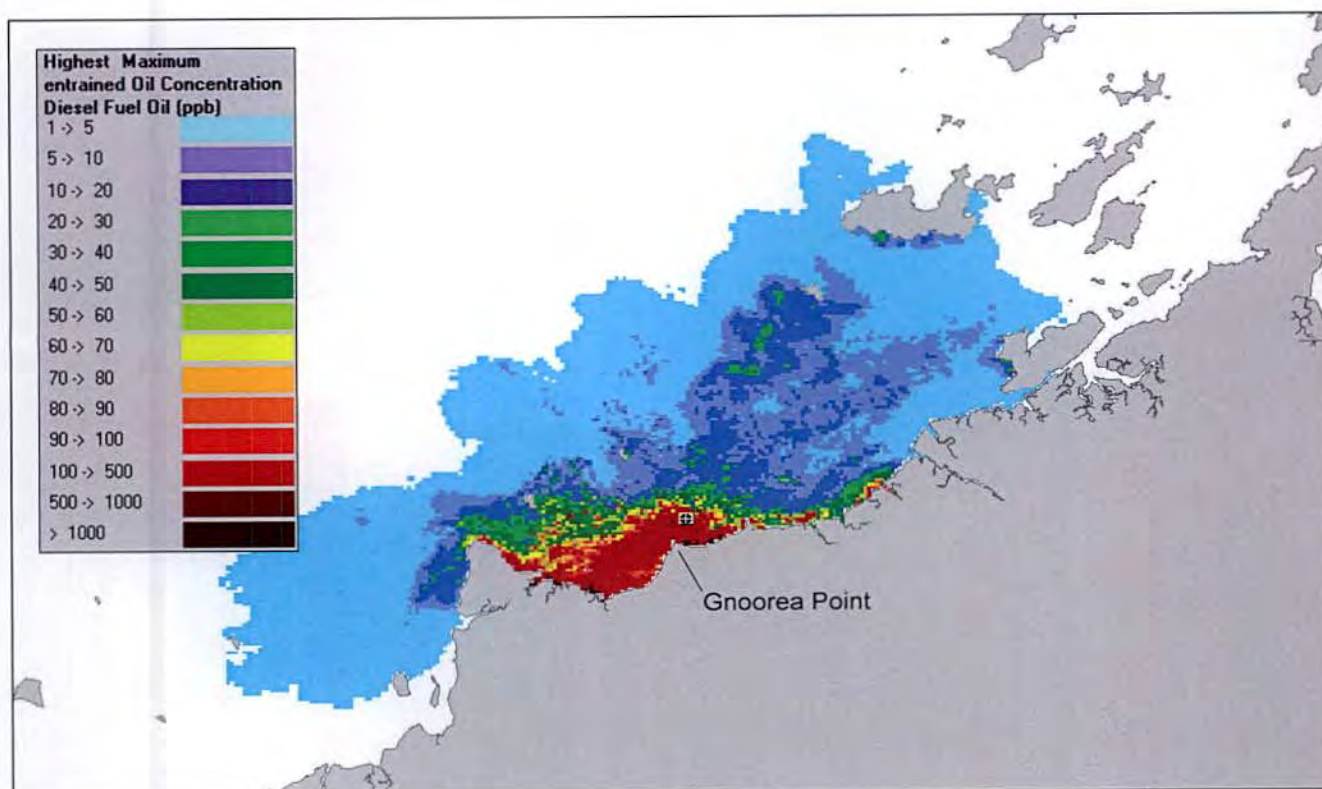 Highest Maximum
entrained Oil Concentration
Diesel Fuel Oil (ppb)
1 -> 5
5 -> 10
10 -> 20
20 -> 30
30 -> 40
40 -> 50
50 -> 60
60 -> 70
70 -> 80
80 -> 90
90 -> 100
100 -> 500
500 -> 1000
> 1000
Gnoorea Point